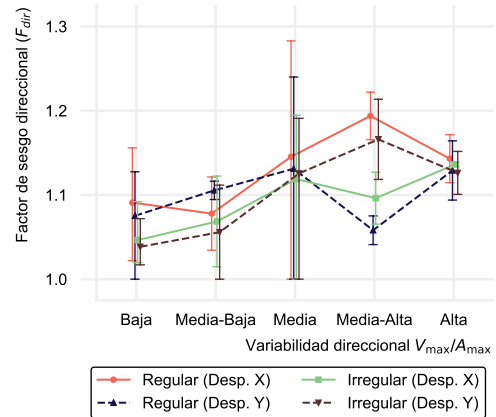 Factor de sesgo direccional (F_dir)
1.3
1.2
1.1
1.0
Baja Media-Baja Media Media-Alta Alta
Variabilidad direccional V_max/A_max
Regular (Desp. X) Irregular (Desp. X)
Regular (Desp. Y) Irregular (Desp. Y)